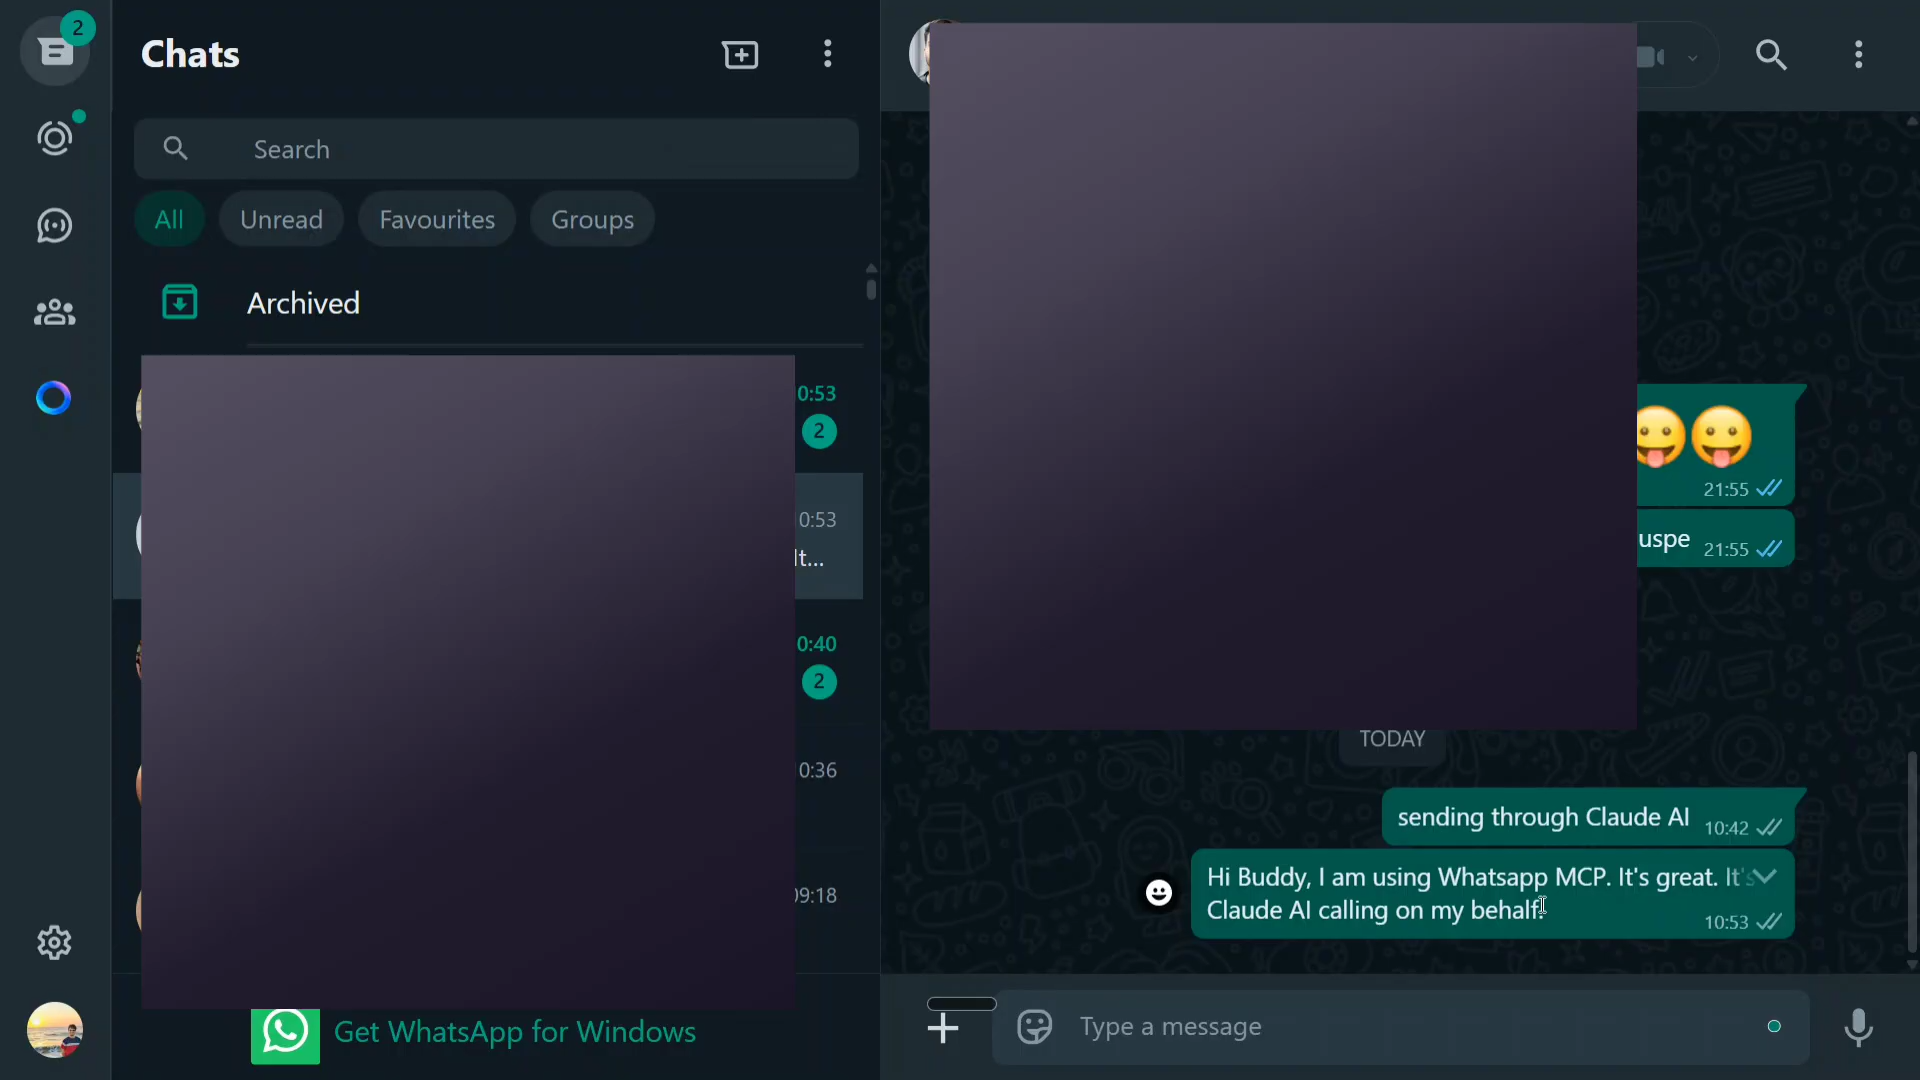 2
Chats
Search
All
Unread
Favourites
Groups
Archived
0:53
2
0:53
It...
0:40
2
0:36
09:18
Get WhatsApp for Windows
21:55
uspe 21:55
TODAY
sending through Claude AI 10:42
Hi Buddy, I am using Whatsapp MCP. It's great. It's
Claude AI calling on my behalf.
10:53
Type a message